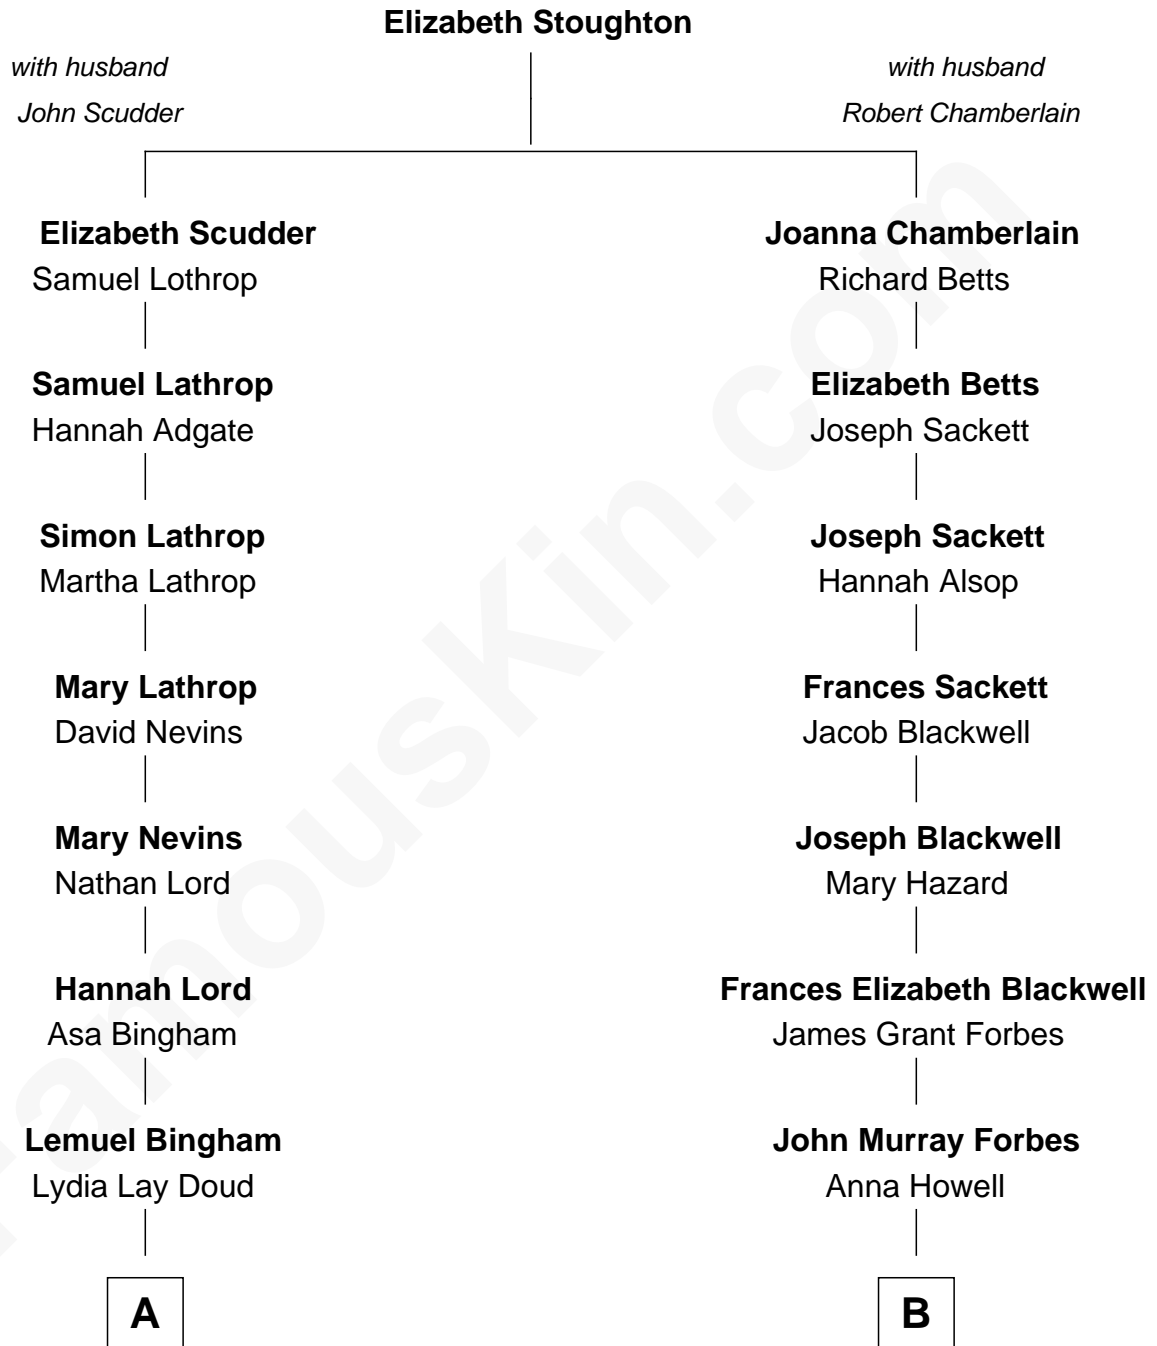 Elizabeth Stoughton
with husband
John Scudder
with husband
Robert Chamberlain
Elizabeth Scudder
Samuel Lothrop
Joanna Chamberlain
Richard Betts
Samuel Lathrop
Hannah Adgate
Elizabeth Betts
Joseph Sackett
Simon Lathrop
Martha Lathrop
Joseph Sackett
Hannah Alsop
Mary Lathrop
David Nevins
Frances Sackett
Jacob Blackwell
Mary Nevins
Nathan Lord
Joseph Blackwell
Mary Hazard
Hannah Lord
Asa Bingham
Frances Elizabeth Blackwell
James Grant Forbes
Lemuel Bingham
Lydia Lay Doud
John Murray Forbes
Anna Howell
A
B
FamousKin.com